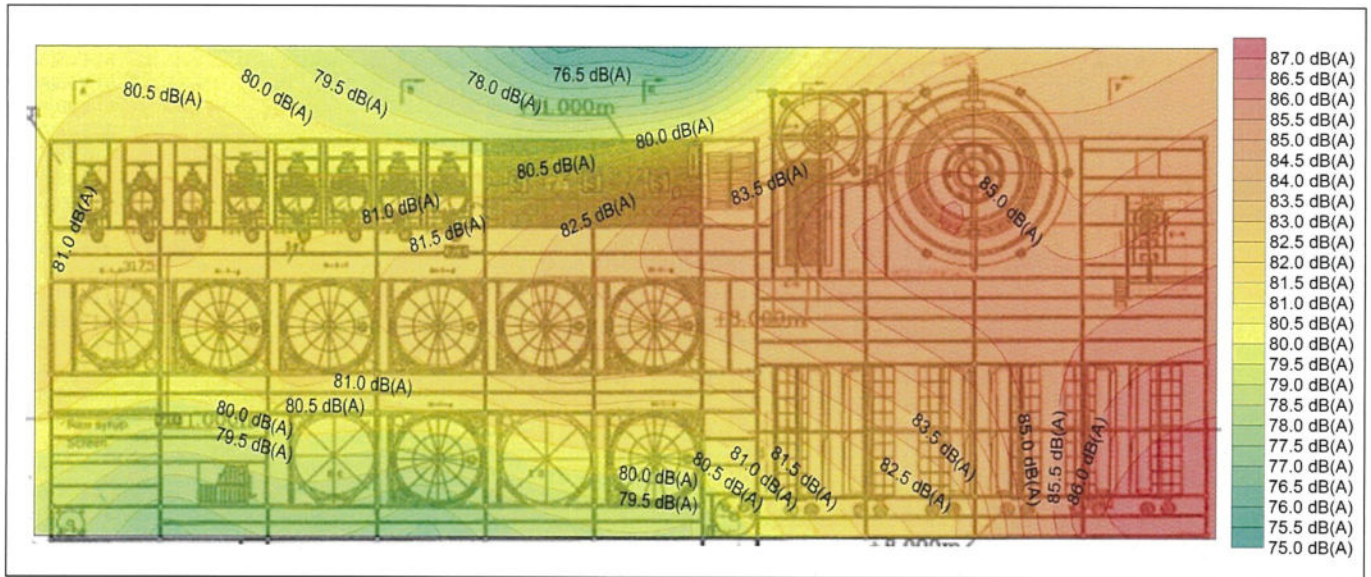 80.5 dB(A)
80.0 dB(A)
79.5 dB(A)
78.0 dB(A)
76.5 dB(A)
80.0 dB(A)
80.5 dB(A)
83.5 dB(A)
85.0 dB(A)
81.0 dB(A)
81.0 dB(A)
81.5 dB(A)
82.5 dB(A)
+8.000m
81.0 dB(A)
80.5 dB(A)
80.0 dB(A)
79.5 dB(A)
Raw syrup
Screen
80.0 dB(A)
79.5 dB(A)
80.5 dB(A)
81.0 dB(A)
81.5 dB(A)
82.5 dB(A)
83.5 dB(A)
85.0 dB(A)
85.5 dB(A)
86.0 dB(A)
+8.000m
87.0 dB(A)
86.5 dB(A)
86.0 dB(A)
85.5 dB(A)
85.0 dB(A)
84.5 dB(A)
84.0 dB(A)
83.5 dB(A)
83.0 dB(A)
82.5 dB(A)
82.0 dB(A)
81.5 dB(A)
81.0 dB(A)
80.5 dB(A)
80.0 dB(A)
79.5 dB(A)
79.0 dB(A)
78.5 dB(A)
78.0 dB(A)
77.5 dB(A)
77.0 dB(A)
76.5 dB(A)
76.0 dB(A)
75.5 dB(A)
75.0 dB(A)